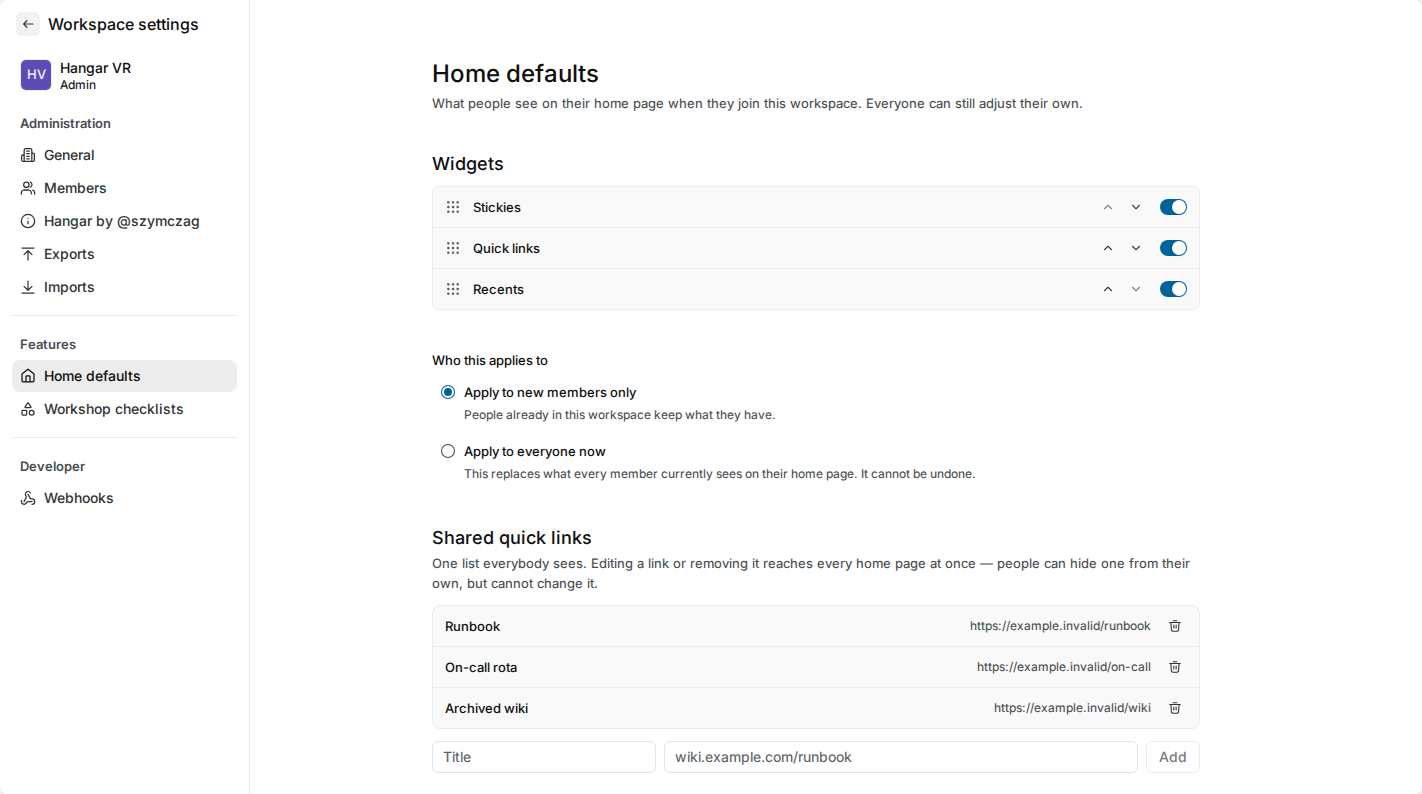 Workspace settings
HV
Hangar VR
Admin
Administration
General
Members
Hangar by @szymczag
Exports
Imports
Features
Home defaults
Workshop checklists
Developer
Webhooks
Home defaults
What people see on their home page when they join this workspace. Everyone can still adjust their own.
Widgets
Stickies
Quick links
Recents
Who this applies to
Apply to new members only
People already in this workspace keep what they have.
Apply to everyone now
This replaces what every member currently sees on their home page. It cannot be undone.
Shared quick links
One list everybody sees. Editing a link or removing it reaches every home page at once — people can hide one from their
own, but cannot change it.
Runbook https://example.invalid/runbook
On-call rota https://example.invalid/on-call
Archived wiki https://example.invalid/wiki
Title wiki.example.com/runbook Add